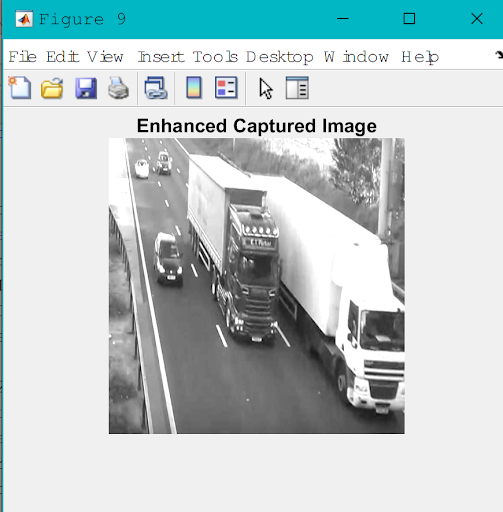 Figure 9
File Edit View Insert Tools Desktop Window Help
Enhanced Captured Image